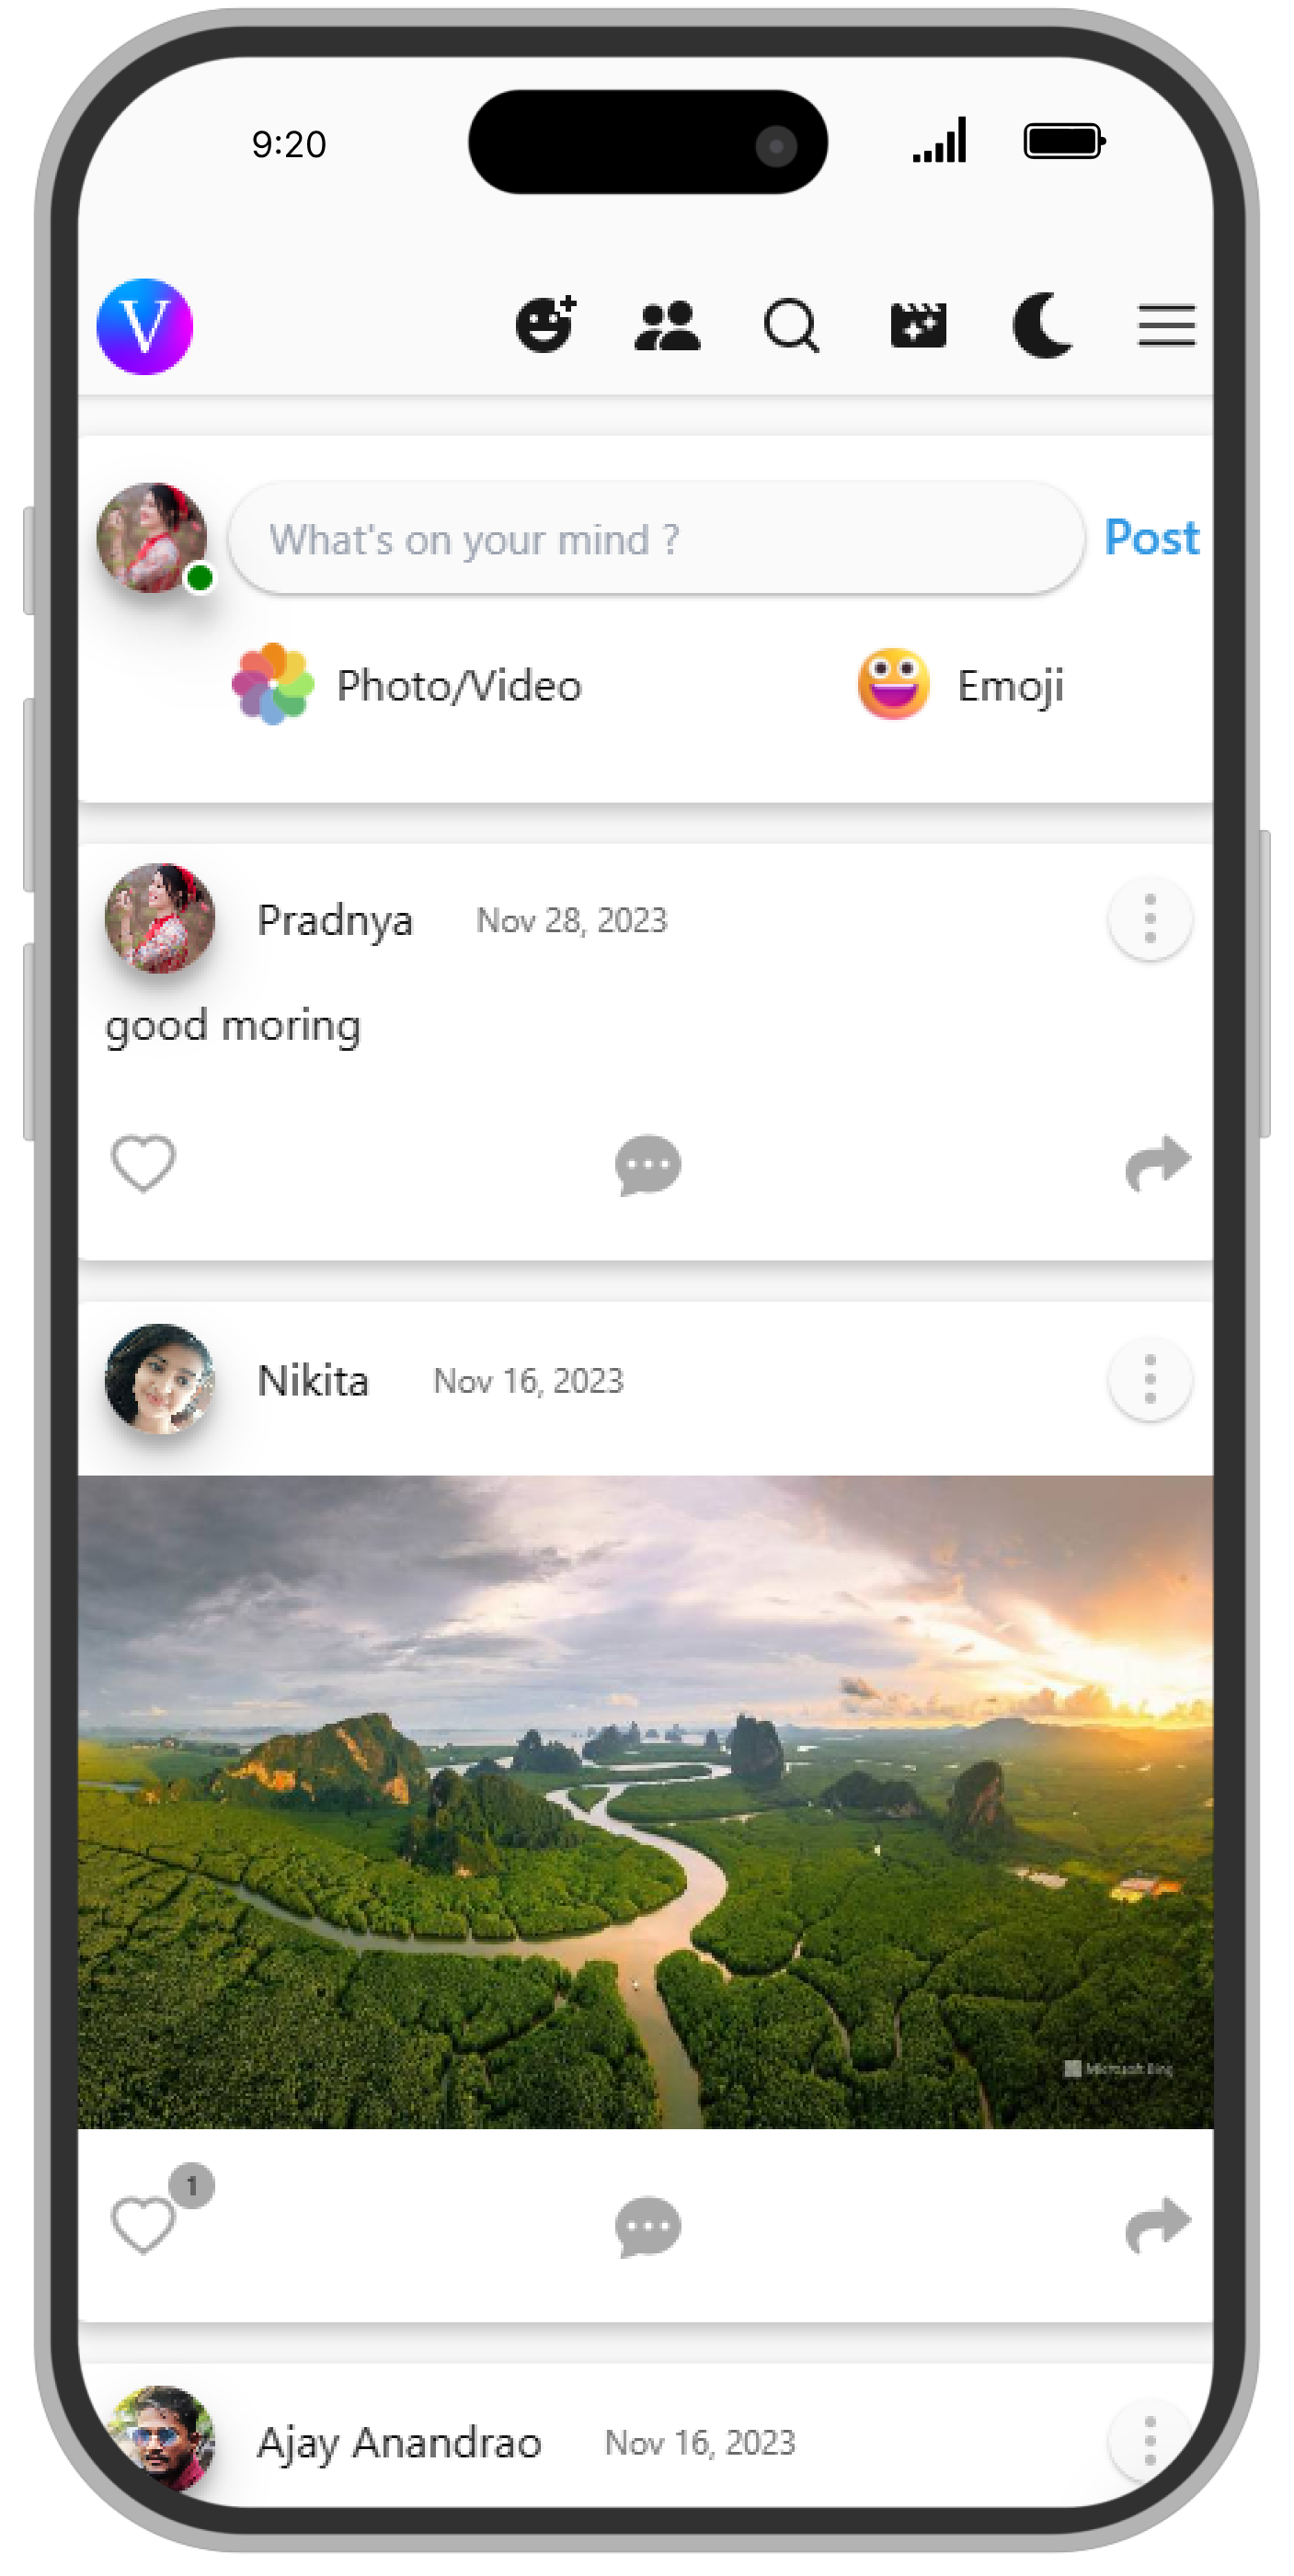 9:20
V
What's on your mind ?
Post
Photo/Video
Emoji
Pradnya
Nov 28, 2023
good moring
Nikita
Nov 16, 2023
Microsoft Bing
1
Ajay Anandrao
Nov 16, 2023